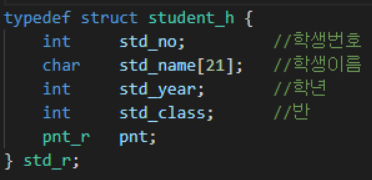 typedef struct student_h {
int std_no; //학생번호
char std_name[21]; //학생이름
int std_year; //학년
int std_class; //반
pnt_r pnt;
} std_r;